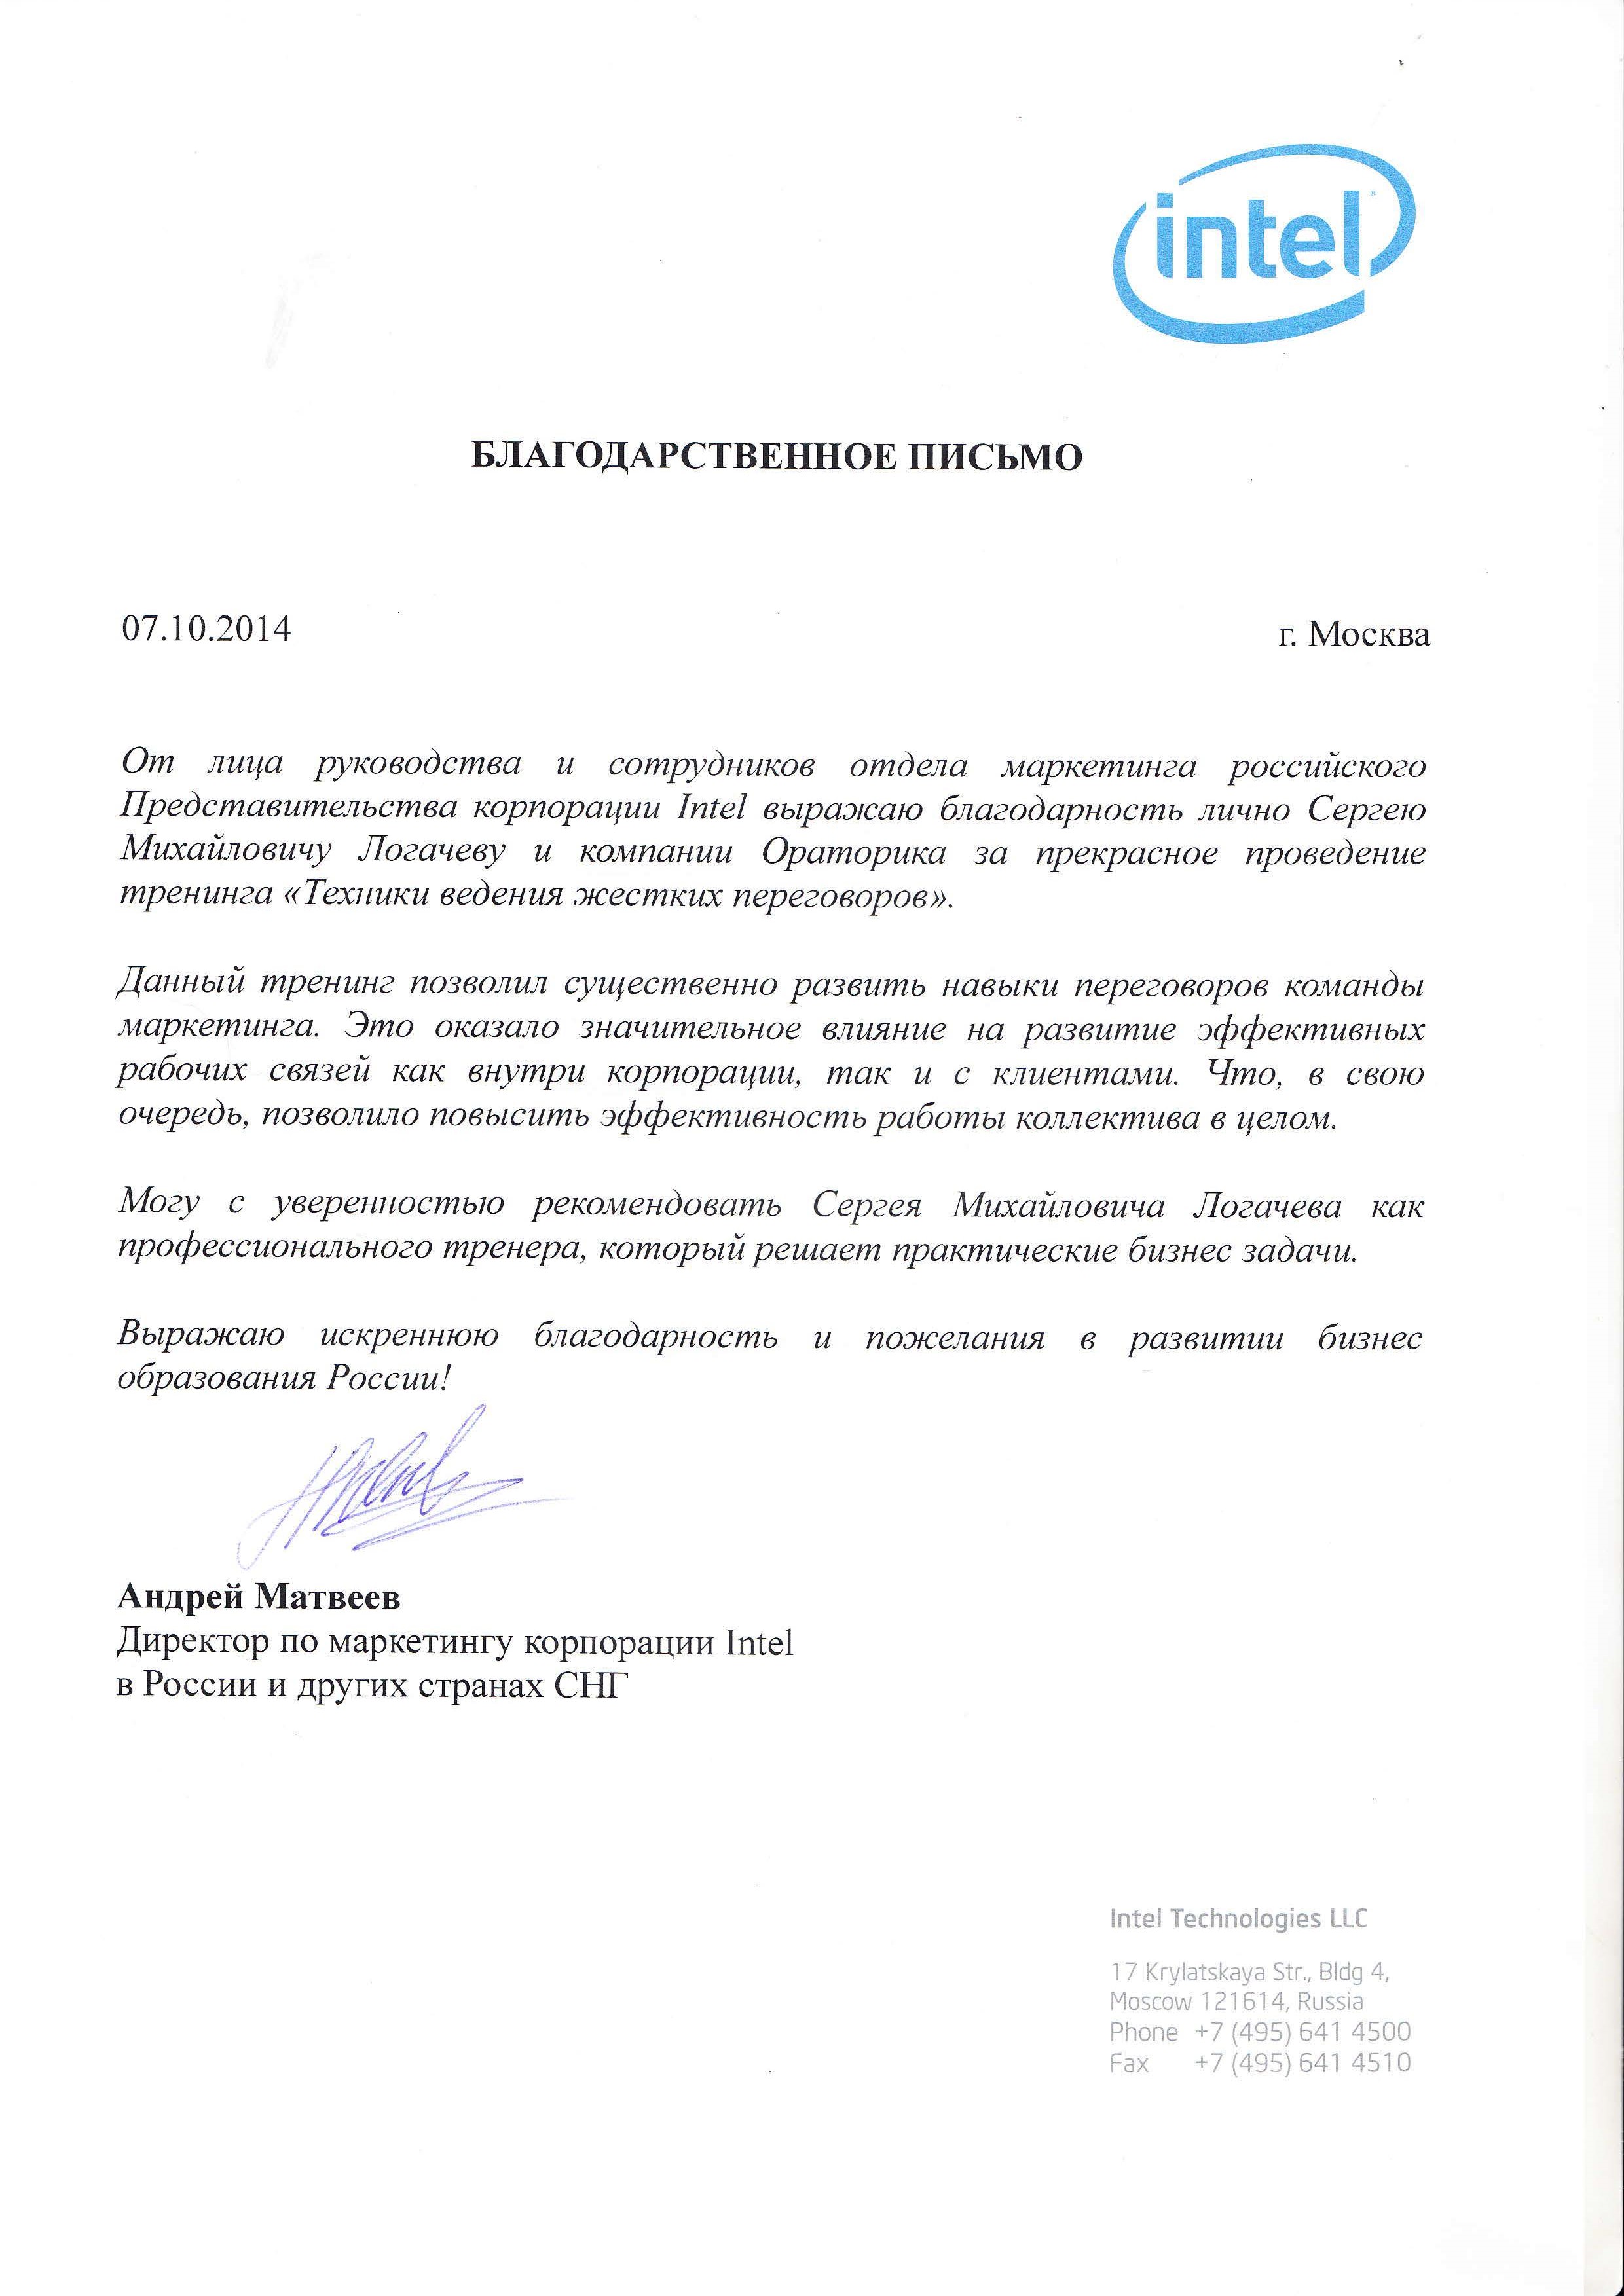 intel
БЛАГОДАРСТВЕННОЕ ПИСЬМО
07.10.2014
г. Москва
От лица руководства и сотрудников отдела маркетинга российского
Представительства корпорации Intel выражаю благодарность лично Сергею
Михайловичу Логачеву и компании Ораторика за прекрасное проведение
тренинга «Техники ведения жестких переговоров».
Данный тренинг позволил существенно развить навыки переговоров команды
маркетинга. Это оказало значительное влияние на развитие эффективных
рабочих связей как внутри корпорации, так и с клиентами. Что, в свою
очередь, позволило повысить эффективность работы коллектива в целом.
Могу с уверенностью рекомендовать Сергея Михайловича Логачева как
профессионального тренера, который решает практические бизнес задачи.
Выражаю искреннюю благодарность и пожелания в развитии бизнес
образования России!
Андрей Матвеев
Директор по маркетингу корпорации Intel
в России и других странах СНГ
Intel Technologies LLC
17 Krylatskaya Str., Bldg 4,
Moscow 121614, Russia
Phone +7 (495) 641 4500
Fax +7 (495) 641 4510